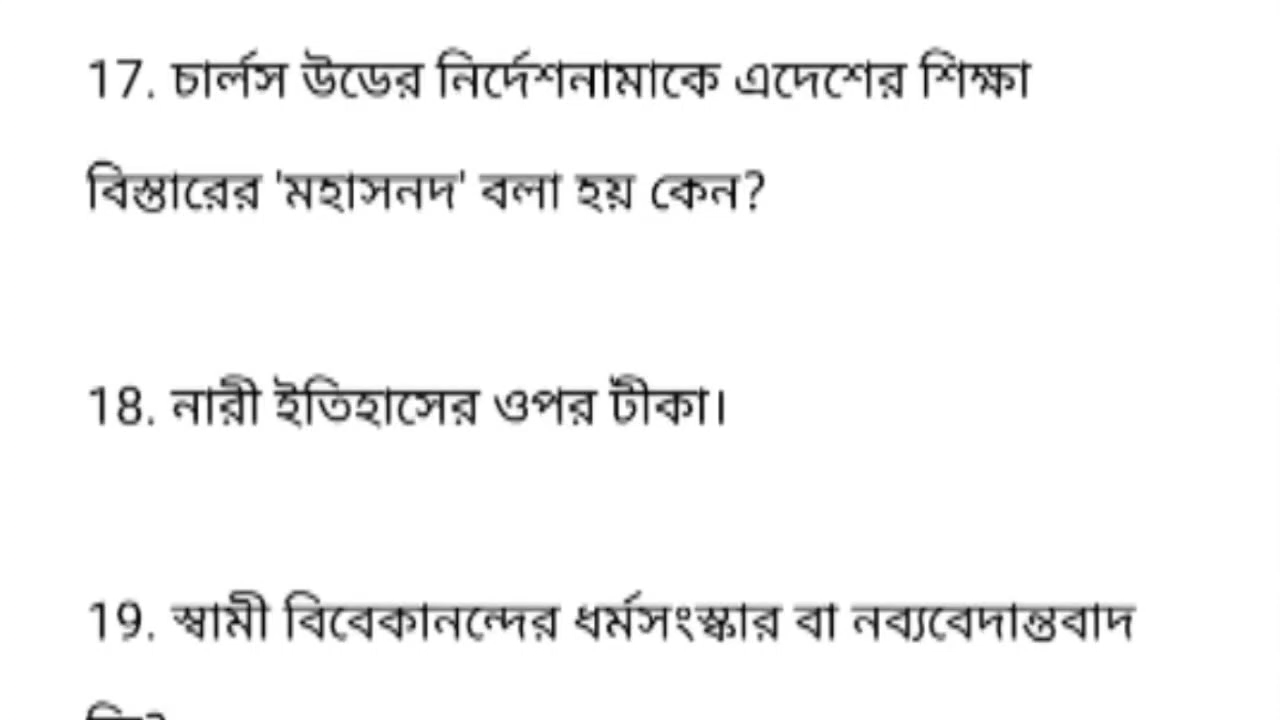 17. চার্লস উডের নির্দেশনামাকে এদেশের শিক্ষা
বিস্তারের 'মহাসনদ' বলা হয় কেন?
18. নারী ইতিহাসের ওপর টীকা।
19. স্বামী বিবেকানন্দের ধর্মসংস্কার বা নব্যবেদান্তবাদ